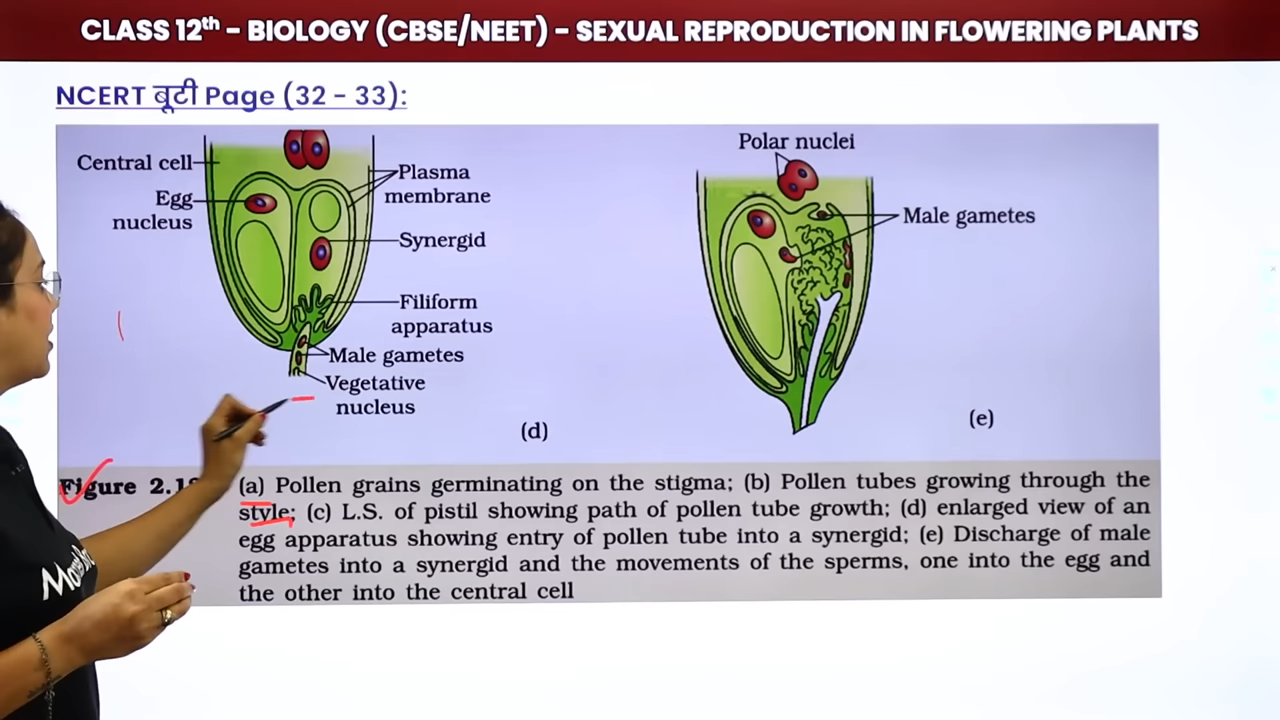 CLASS 12th – BIOLOGY (CBSE/NEET) – SEXUAL REPRODUCTION IN FLOWERING PLANTS
NCERT बूटी Page (32 – 33):
Central cell
Egg
nucleus
Plasma
membrane
Synergid
Filiform
apparatus
Male gametes
Vegetative
nucleus
(d)
Polar nuclei
Male gametes
(e)
Figure (a) Pollen grains germinating on the stigma; (b) Pollen tubes growing through the
style; (c) L.S. of pistil showing path of pollen tube growth; (d) enlarged view of an
egg apparatus showing entry of pollen tube into a synergid; (e) Discharge of male
gametes into a synergid and the movements of the sperms, one into the egg and
the other into the central cell